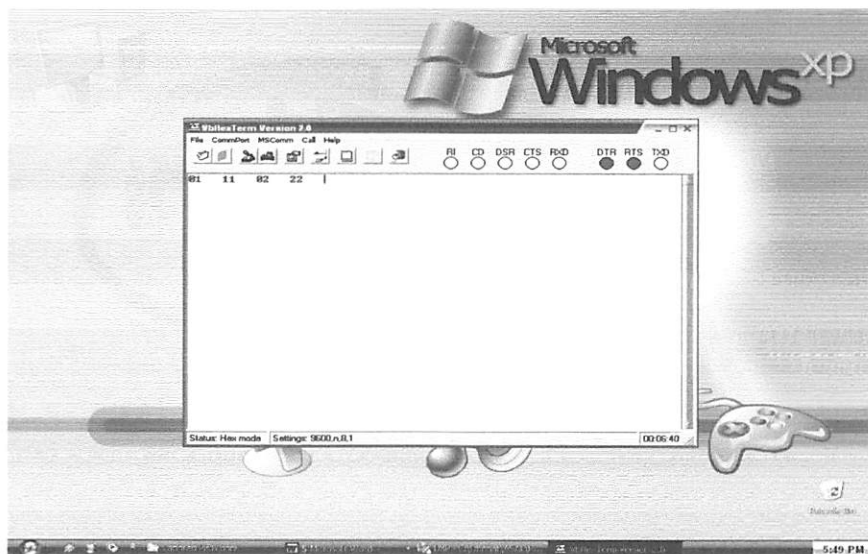 Microsoft
Windows xp
VbHexTerm Version 2.0
File CommPort MSComm Call Help
RI CD DSR CTS RXD DTR RTS TXD
01 11 02 22
Status: Hex mode Settings: 9600,n,8,1 00:06:40
5:49 PM